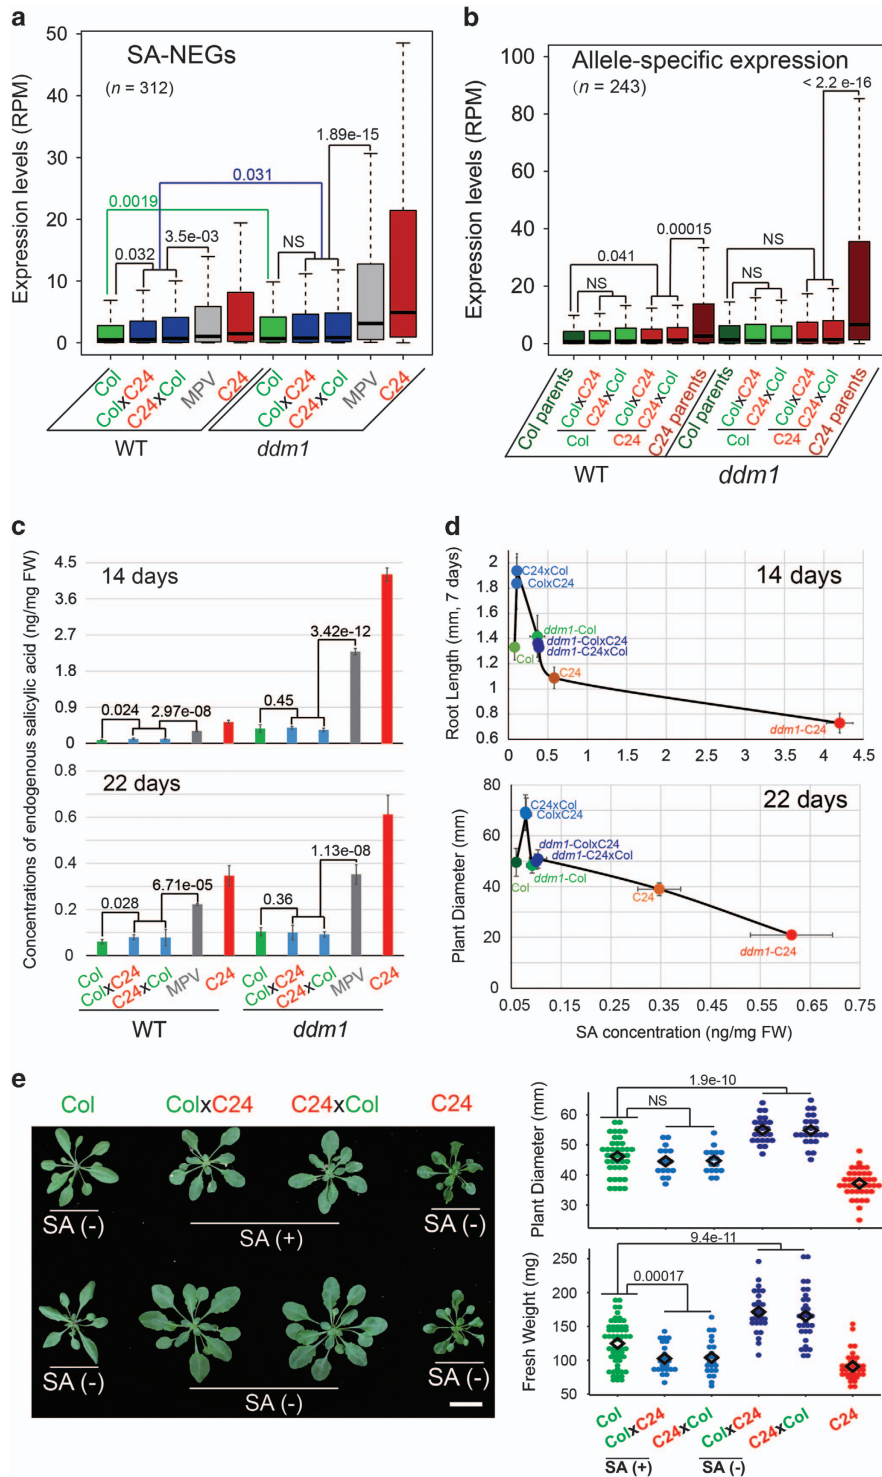 a
SA-NEGs
(n = 312)
Expression levels (RPM)
50
40
30
20
10
0
0.0019
0.032
3.5e-03
0.031
NS
1.89e-15
Col
ColxC24
C24xCol
MPV
C24
Col
ColxC24
C24xCol
MPV
C24
WT
ddm1
b
Allele-specific expression
(n = 243)
Expression levels (RPM)
100
80
60
40
20
0
NS
0.041
0.00015
NS
NS
< 2.2 e-16
Col parents
ColxC24
C24xCol
ColxC24
C24xCol
C24 parents
Col parents
ColxC24
C24xCol
ColxC24
C24xCol
C24 parents
Col
C24
Col
C24
WT
ddm1
c
Concentrations of endogenous salicylic acid (ng/mg FW)
14 days
4.5
3.6
2.7
1.8
0.9
0
0.024
2.97e-08
0.45
3.42e-12
22 days
0.8
0.6
0.4
0.2
0
0.028
6.71e-05
0.36
1.13e-08
Col
ColxC24
C24xCol
MPV
C24
Col
ColxC24
C24xCol
MPV
C24
WT
ddm1
d
14 days
Root Length (mm, 7 days)
2
1.8
1.6
1.4
1.2
1
0.8
0.6
C24xCol
ColxC24
ddm1-Col
ddm1-ColxC24
ddm1-C24xCol
Col
C24
ddm1-C24
0 0.5 1 1.5 2 2.5 3 3.5 4 4.5
22 days
Plant Diameter (mm)
80
60
40
20
0
C24xCol
ColxC24
ddm1-ColxC24
ddm1-C24xCol
ddm1-Col
Col
C24
ddm1-C24
0.05 0.15 0.25 0.35 0.45 0.55 0.65 0.75
SA concentration (ng/mg FW)
e
Col ColxC24 C24xCol C24
SA (-)
SA (+)
SA (-)
SA (-)
SA (-)
SA (-)
Plant Diameter (mm)
60
50
40
30
1.9e-10
NS
Fresh Weight (mg)
250
200
150
100
50
9.4e-11
0.00017
Col
ColxC24
C24xCol
ColxC24
C24xCol
C24
SA (+)
SA (-)